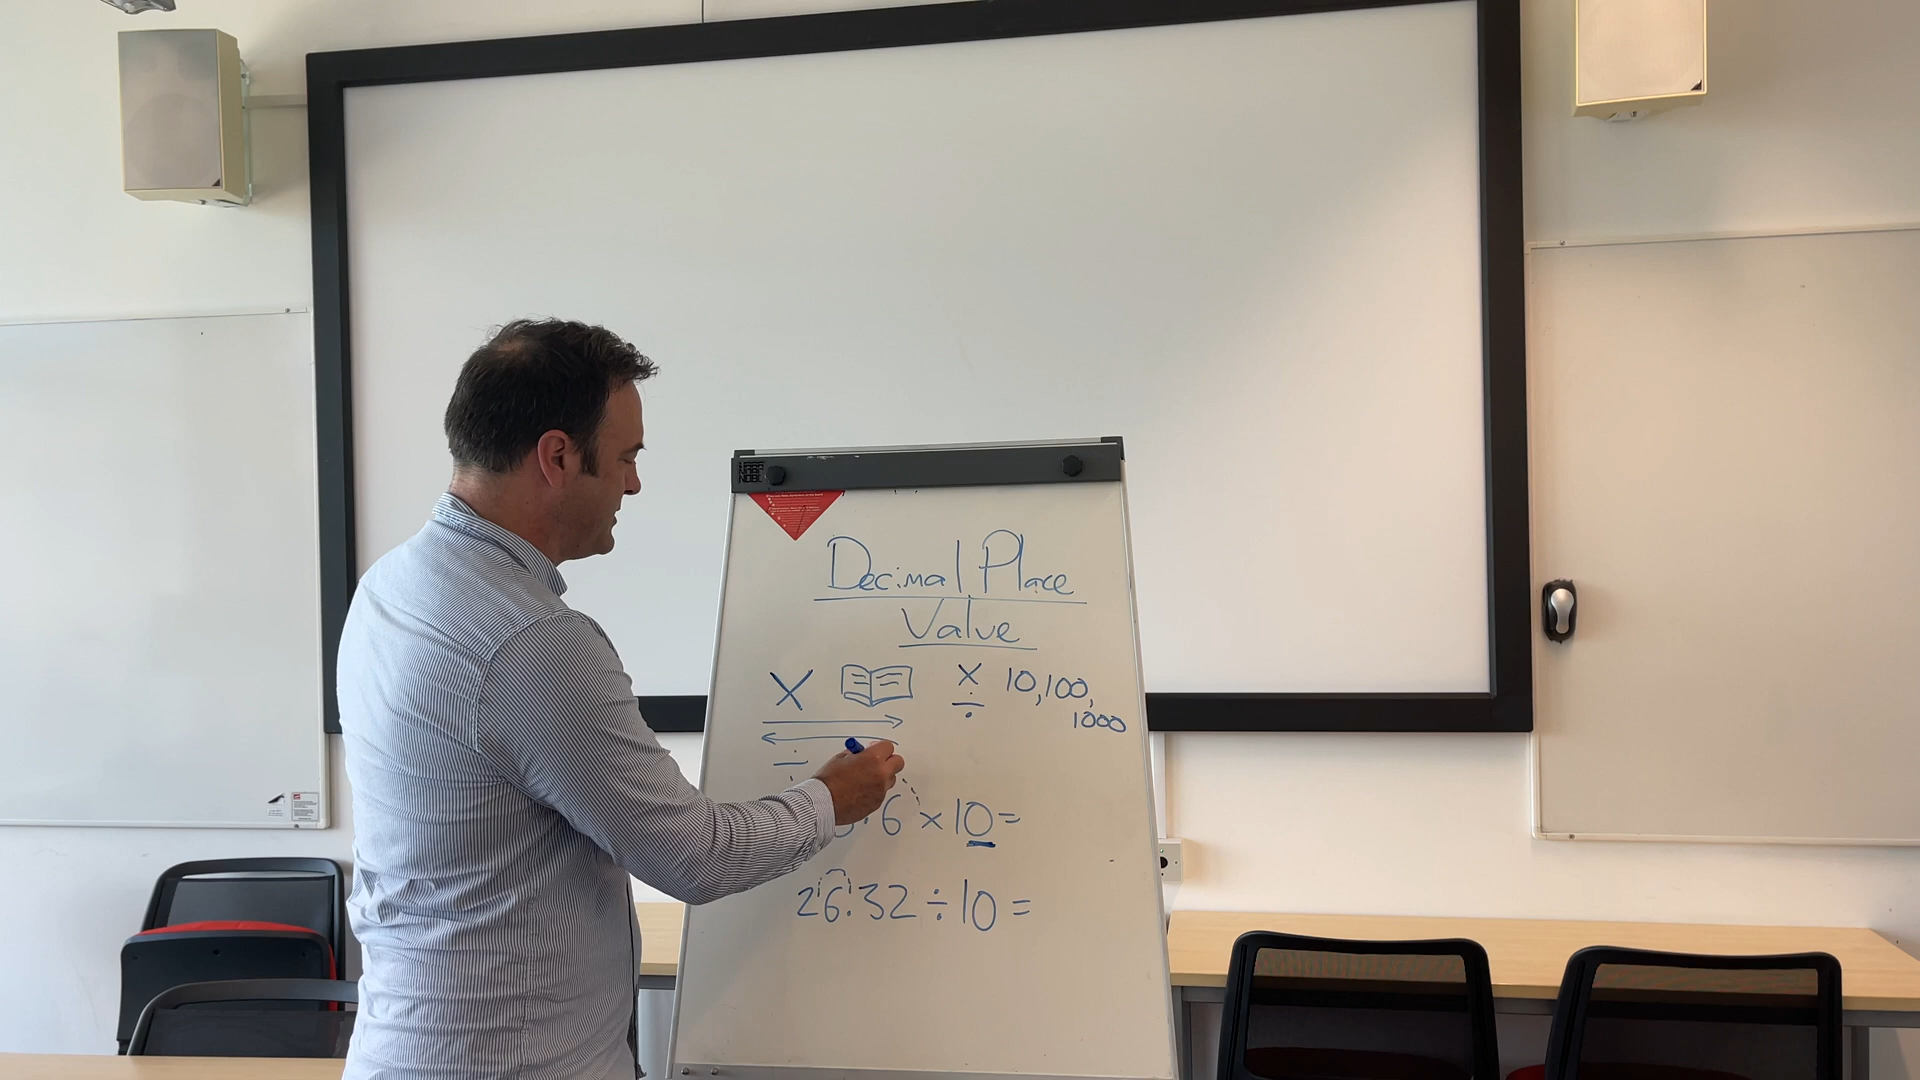 Decimal Place
Value
X × 10, 100,
÷ 1000
÷
·6 × 10 =
26.32 ÷ 10 =